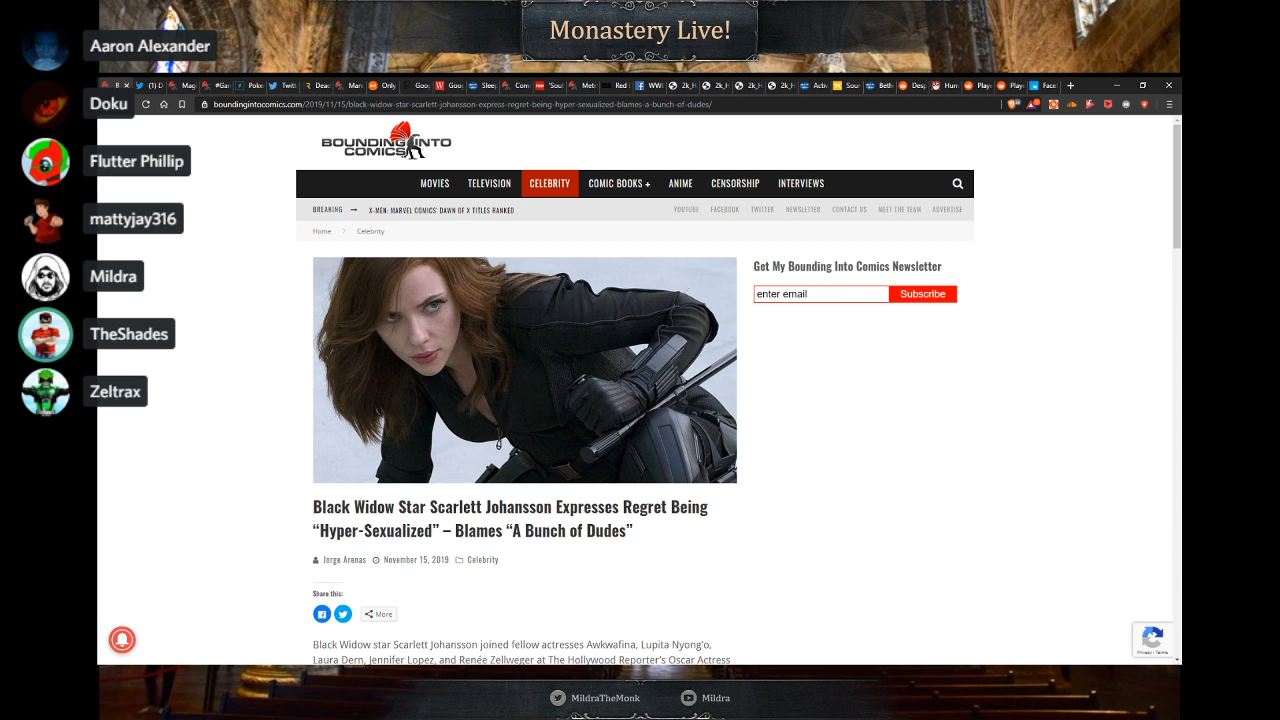 Monastery Live!
Aaron Alexander
Doku
Flutter Phillip
mattyjay316
Mildra
TheShades
Zeltrax
boundingintocomics.com/2019/11/15/black-widow-star-scarlett-johansson-express-regret-being-hyper-sexualized-blames-a-bunch-of-dudes/
BOUNDING INTO
COMICS
MOVIES TELEVISION CELEBRITY COMIC BOOKS + ANIME CENSORSHIP INTERVIEWS
BREAKING → X-MEN: MARVEL COMICS' DAWN OF X TITLES RANKED YOUTUBE FACEBOOK TWITTER NEWSLETTER CONTACT US MEET THE TEAM ADVERTISE
Home > Celebrity
Get My Bounding Into Comics Newsletter
enter email Subscribe
Black Widow Star Scarlett Johansson Expresses Regret Being
“Hyper-Sexualized” – Blames “A Bunch of Dudes”
Jorge Arenas November 15, 2019 Celebrity
Share this:
More
Black Widow star Scarlett Johansson joined fellow actresses Awkwafina, Lupita Nyong’o,
Laura Dern, Jennifer Lopez, and Renée Zellweger at The Hollywood Reporter’s Oscar Actress
Privacy - Terms
MildraTheMonk Mildra